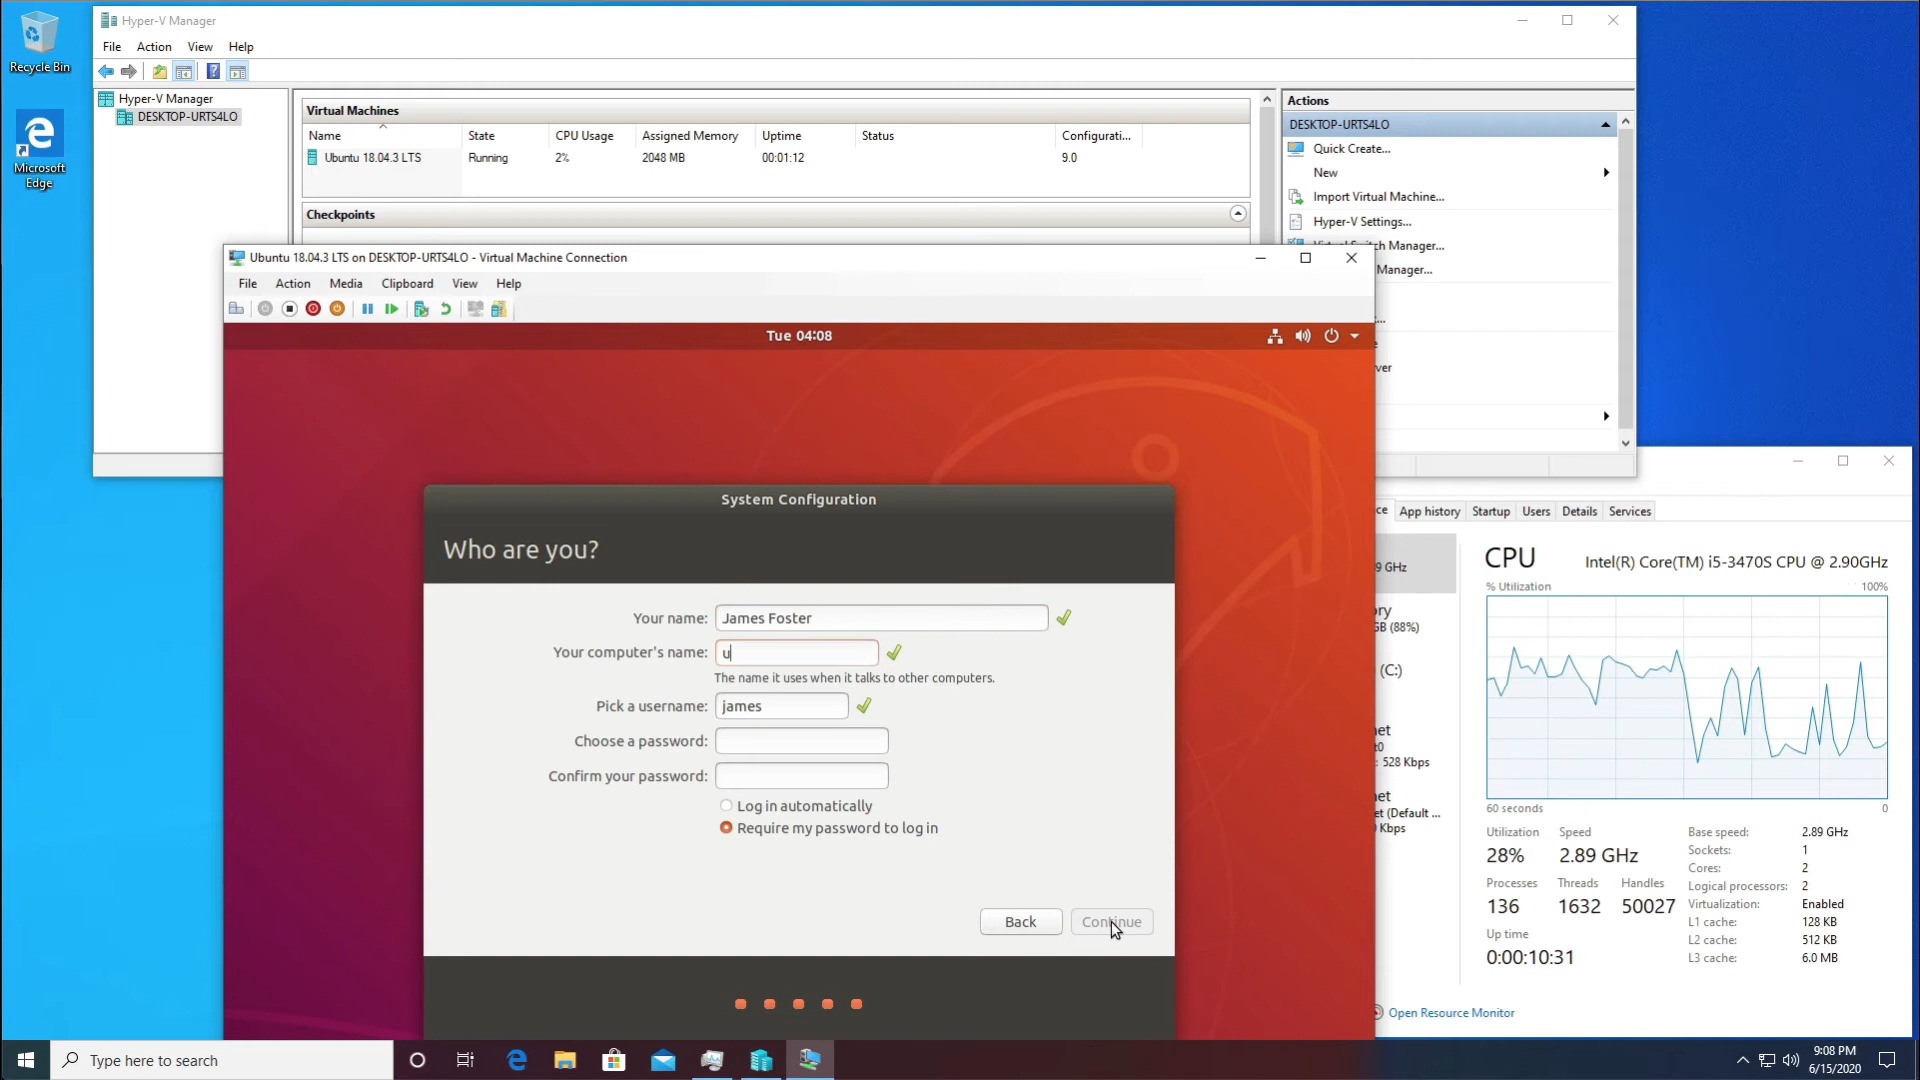 Recycle Bin
Microsoft
Edge
Hyper-V Manager
File Action View Help
Hyper-V Manager
DESKTOP-URTS4LO
Virtual Machines
Name State CPU Usage Assigned Memory Uptime Status Configurati...
Ubuntu 18.04.3 LTS Running 2% 2048 MB 00:01:12 9.0
Checkpoints
Actions
DESKTOP-URTS4LO
Quick Create...
New
Import Virtual Machine...
Hyper-V Settings...
Manager...
Ubuntu 18.04.3 LTS on DESKTOP-URTS4LO - Virtual Machine Connection
File Action Media Clipboard View Help
Tue 04:08
System Configuration
Who are you?
Your name: James Foster
Your computer's name: u
The name it uses when it talks to other computers.
Pick a username: james
Choose a password:
Confirm your password:
Log in automatically
Require my password to log in
Back Continue
App history Startup Users Details Services
CPU Intel(R) Core(TM) i5-3470S CPU @ 2.90GHz
% Utilization 100%
9 GHz
GB (88%)
(C:)
: 528 Kbps
et (Default ...
Kbps
60 seconds 0
Utilization Speed
28% 2.89 GHz
Processes Threads Handles
136 1632 50027
Up time
0:00:10:31
Base speed: 2.89 GHz
Sockets: 1
Cores: 2
Logical processors: 2
Virtualization: Enabled
L1 cache: 128 KB
L2 cache: 512 KB
L3 cache: 6.0 MB
Open Resource Monitor
Type here to search
9:08 PM
6/15/2020